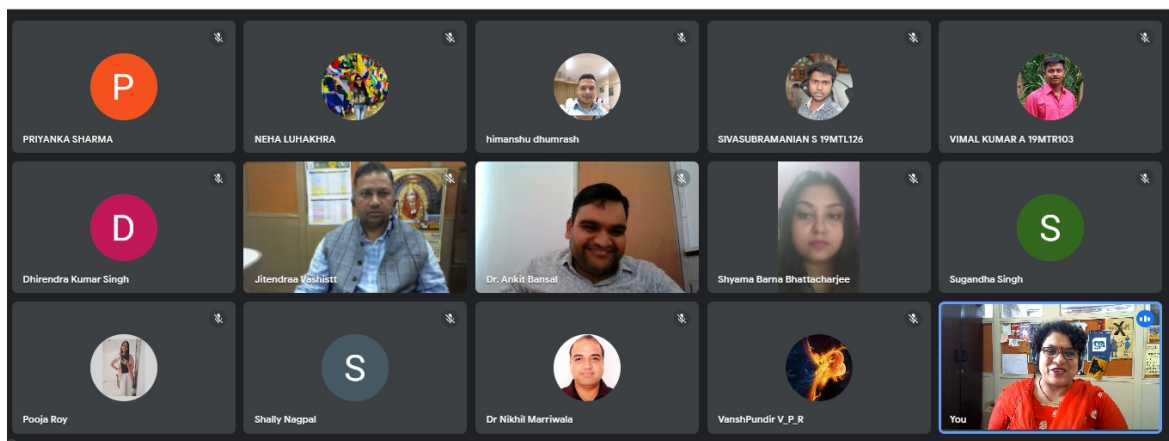 P
PRIYANKA SHARMA
NEHA LUHAKHRA
himanshu dhumrash
SIVASUBRAMANIAN S 19MTL126
VIMAL KUMAR A 19MTR103
D
Dhirendra Kumar Singh
Jitendraa Vashistt
Dr. Ankit Bansal
Shyama Barna Bhattacharjee
S
Sugandha Singh
Pooja Roy
S
Shally Nagpal
Dr Nikhil Marriwala
VanshPundir V_P_R
You